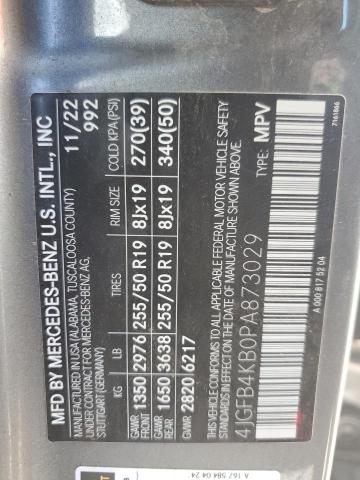 MFD BY MERCEDES-BENZ U.S. INTL., INC
MANUFACTURED IN USA (ALABAMA, TUSCALOOSA COUNTY) 11/22
UNDER LICENSE OF MERCEDES-BENZ AG, 992
STUTTGART (GERMANY)
KG LB TIRES RIM SIZE COLD KPA (PSI)
GAWR FRONT 1350 2976 255/50 R19 8Jx19 270(39)
GAWR REAR 1650 3638 255/50 R19 8Jx19 340(50)
GVWR 2820 6217
THIS VEHICLE CONFORMS TO ALL APPLICABLE FEDERAL MOTOR VEHICLE SAFETY
STANDARDS IN EFFECT ON THE DATE OF MANUFACTURE SHOWN ABOVE.
4JGFB4KB0PA873029 TYPE: MPV
A 000 817 52 04
7161866
A 167 584 04 24